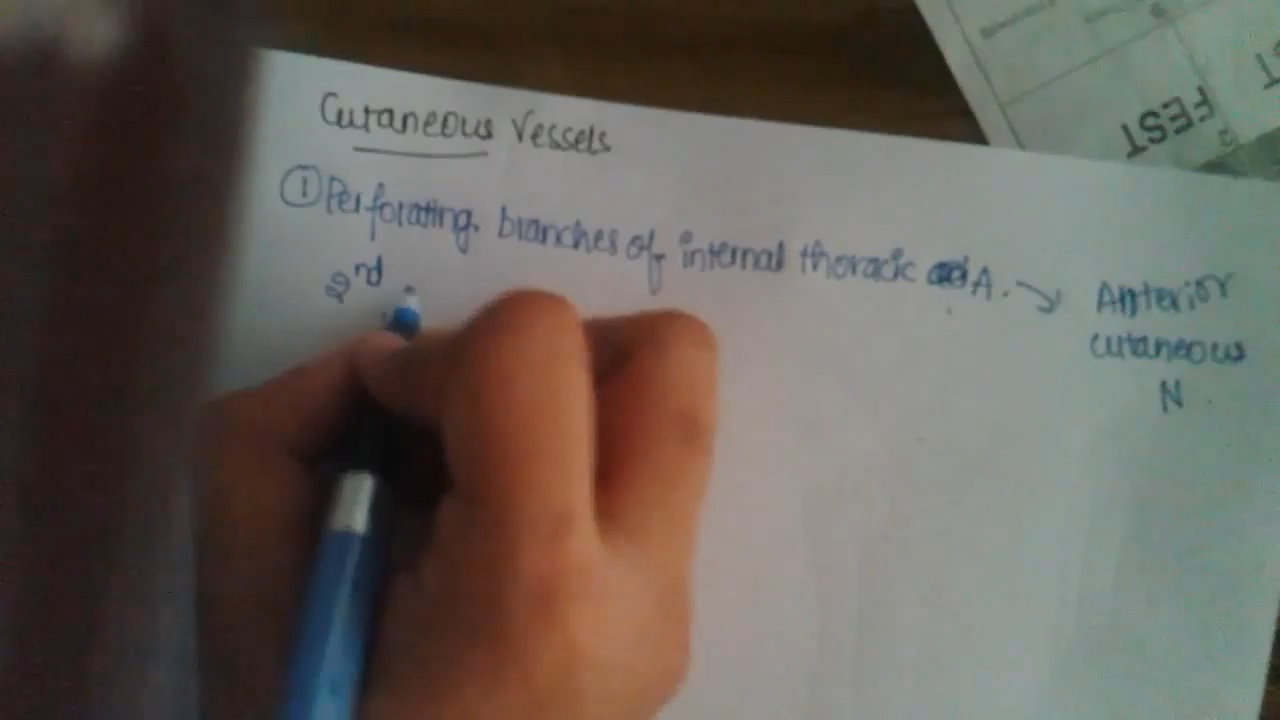 Cutaneous Vessels
① Perforating branches of internal thoracic A. → Anterior
cutaneous
N.
2nd
FEST